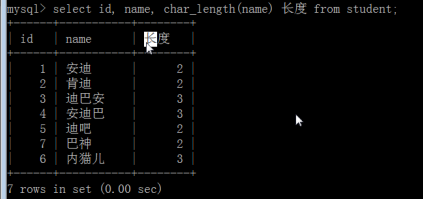 mysql> select id, name, char_length(name) 长度 from student;
id name 长度
1 安迪 2
2 肯迪 2
3 迪巴安 3
4 安迪巴 3
5 迪吧 2
7 巴神 2
6 内猫儿 3
7 rows in set (0.00 sec)